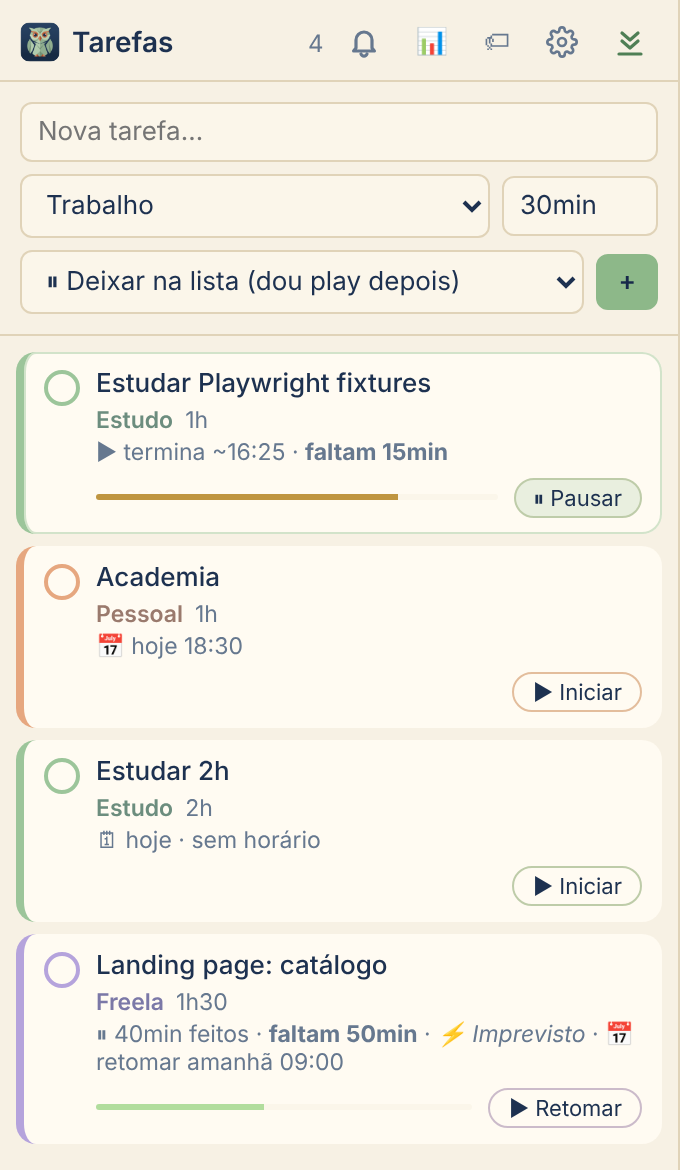 Tarefas 4
Nova tarefa...
Trabalho 30min
⏸ Deixar na lista (dou play depois) +
Estudar Playwright fixtures
Estudo 1h
▶ termina ~16:25 · faltam 15min
⏸ Pausar
Academia
Pessoal 1h
📅 hoje 18:30
▶ Iniciar
Estudar 2h
Estudo 2h
🗓 hoje · sem horário
▶ Iniciar
Landing page: catálogo
Freela 1h30
⏸ 40min feitos · faltam 50min · ⚡ Imprevisto · 📅
retomar amanhã 09:00
▶ Retomar